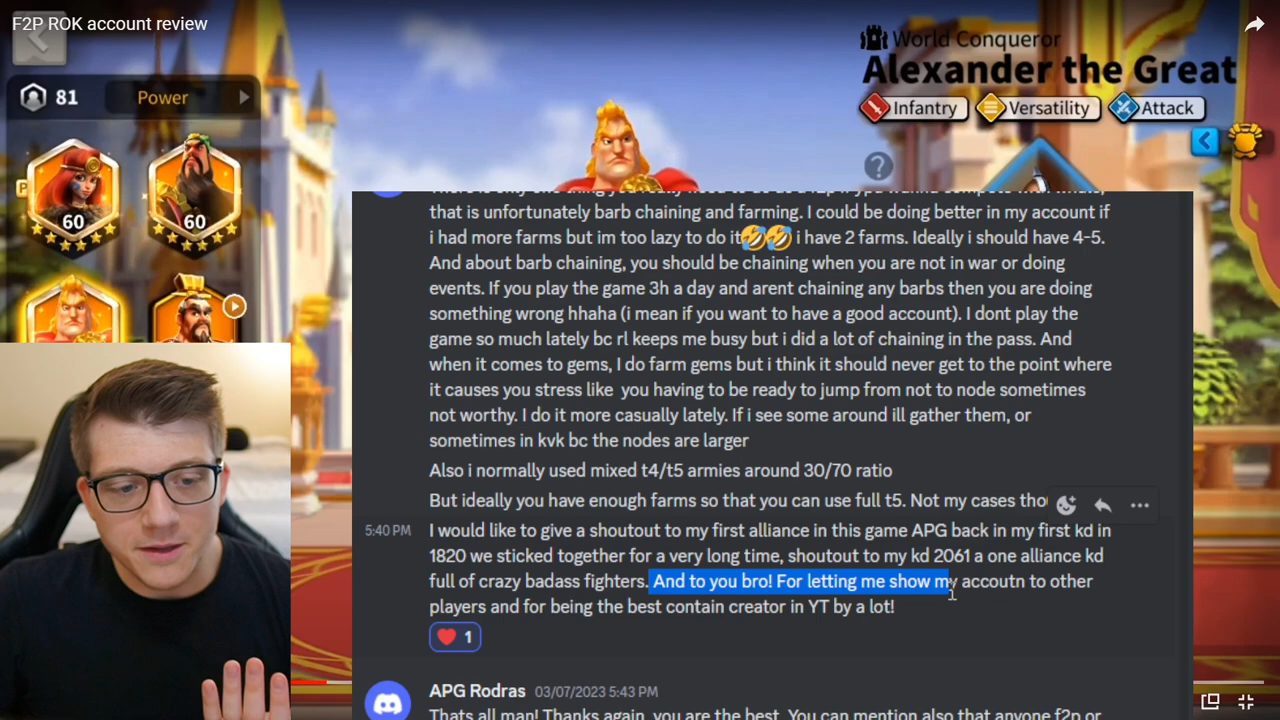 F2P ROK account review
World Conqueror
Alexander the Great
Infantry
Versatility
Attack
81
Power
60
60
that is unfortunately barb chaining and farming. I could be doing better in my account if
i had more farms but im too lazy to do it🤣🤣 i have 2 farms. Ideally i should have 4-5.
And about barb chaining, you should be chaining when you are not in war or doing
events. If you play the game 3h a day and arent chaining any barbs then you are doing
something wrong hhaha (i mean if you want to have a good account). I dont play the
game so much lately bc rl keeps me busy but i did a lot of chaining in the pass. And
when it comes to gems, I do farm gems but i think it should never get to the point where
it causes you stress like  you having to be ready to jump from not to node sometimes
not worthy. I do it more casually lately. If i see some around ill gather them, or
sometimes in kvk bc the nodes are larger
Also i normally used mixed t4/t5 armies around 30/70 ratio
But ideally you have enough farms so that you can use full t5. Not my cases tho
5:40 PM
I would like to give a shoutout to my first alliance in this game APG back in my first kd in
1820 we sticked together for a very long time, shoutout to my kd 2061 a one alliance kd
full of crazy badass fighters. And to you bro! For letting me show my accoutn to other
players and for being the best contain creator in YT by a lot!
❤️ 1
APG Rodras 03/07/2023 5:43 PM
Thats all man! Thanks again, you are the best. You can mention also that anyone f2p or